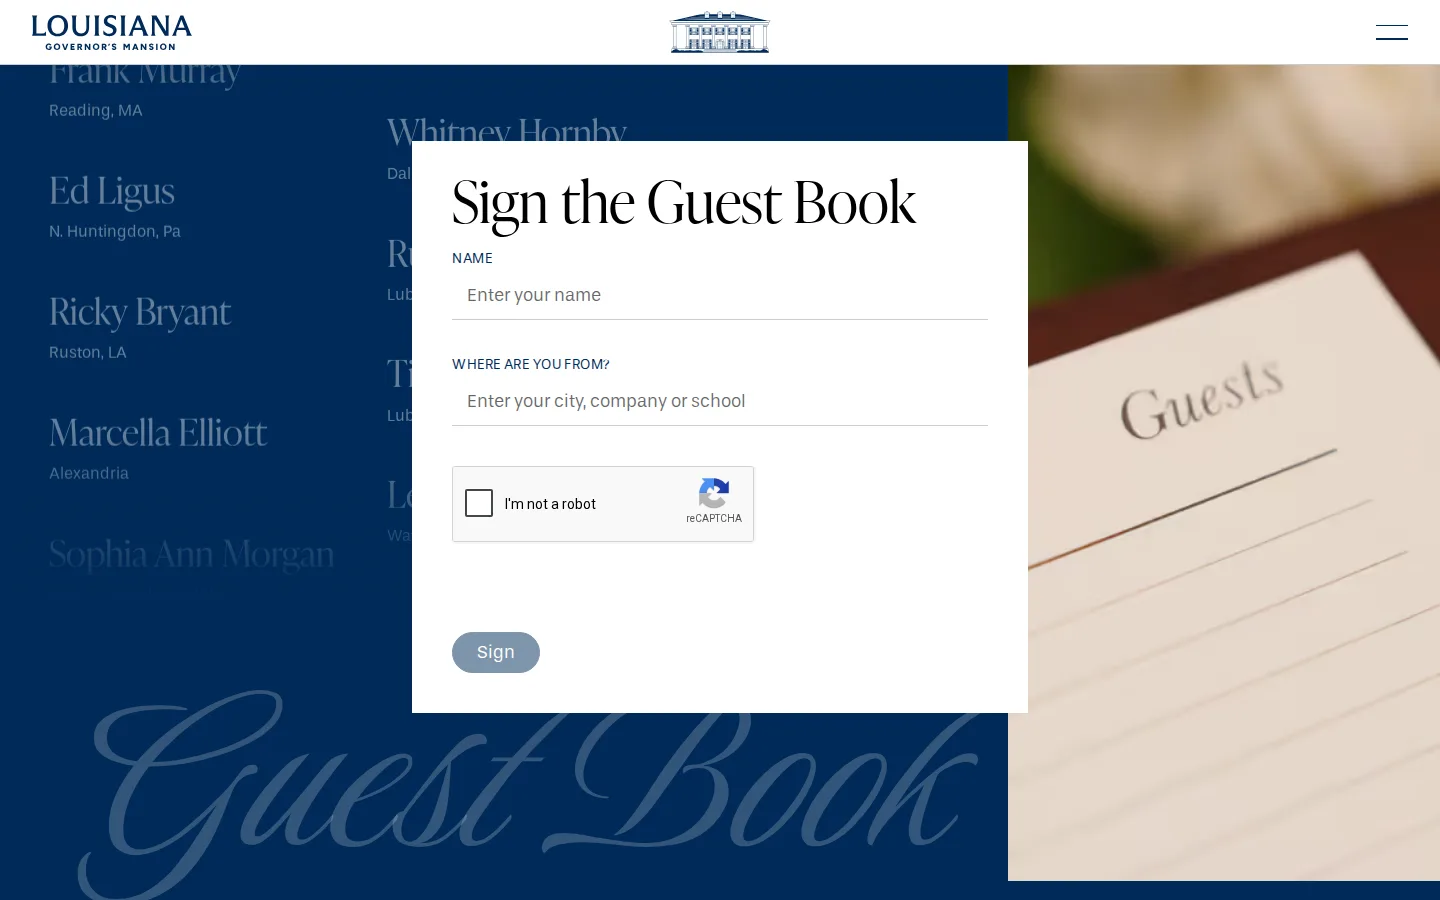 LOUISIANA
GOVERNOR'S MANSION
Frank Murray
Reading, MA
Ed Ligus
N. Huntingdon, Pa
Ricky Bryant
Ruston, LA
Marcella Elliott
Alexandria
Sophia Ann Morgan
Whitney Hornby
Sign the Guest Book
NAME
Enter your name
WHERE ARE YOU FROM?
Enter your city, company or school
I'm not a robot
reCAPTCHA
Sign
Guests
Guest Book